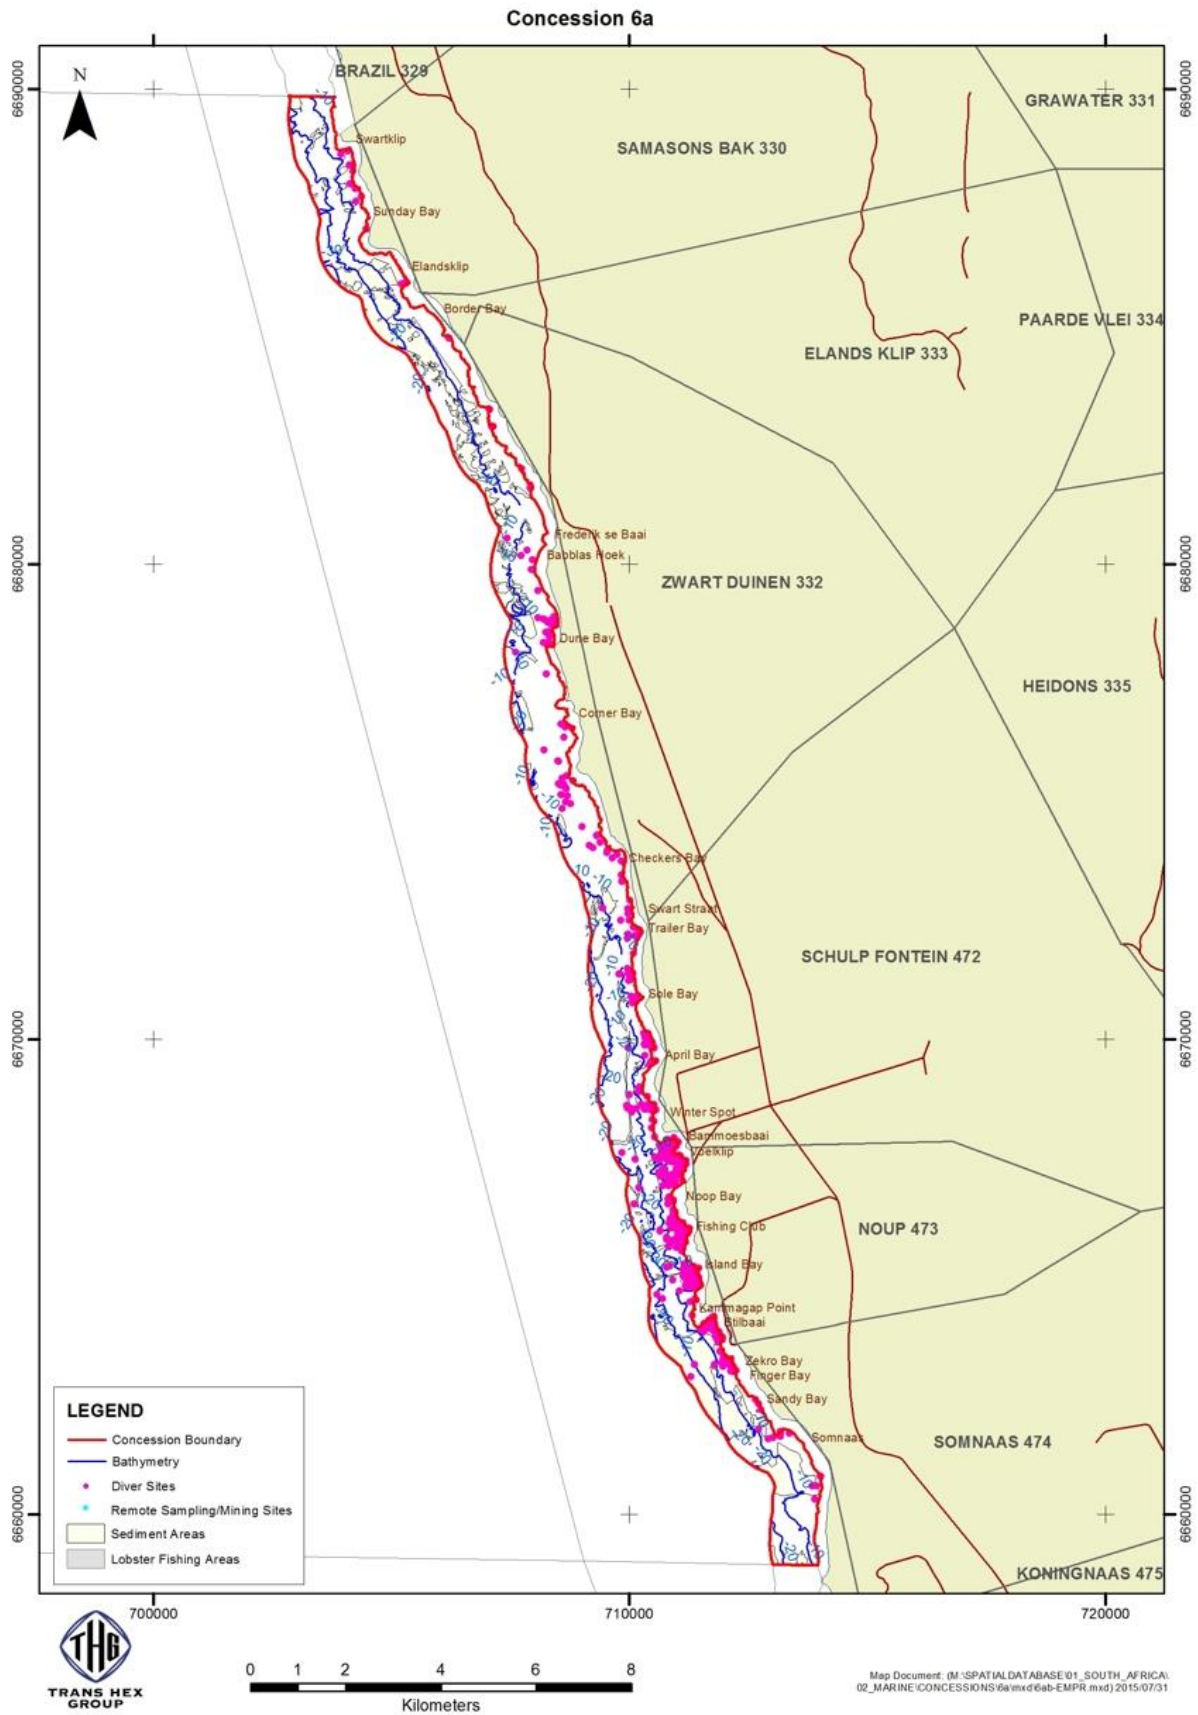 Concession 6a
N
BRAZIL 329
GRAWATER 331
SAMASONS BAK 330
Swartklip
Sunday Bay
Elandsklip
Border Bay
PAARDE VLEI 334
ELANDS KLIP 333
Frederik se Baai
Babblas Hoek
ZWART DUINEN 332
Dune Bay
HEIDONS 335
Corner Bay
Checkers Bay
Swart Straat
Trailer Bay
SCHULP FONTEIN 472
Sole Bay
April Bay
Winter Spot
Bammoesbaai
Voelklip
Noop Bay
Fishing Club
NOUP 473
Island Bay
Kammagap Point
Stilbaai
Zekro Bay
Finger Bay
Sandy Bay
Somnaas
SOMNAAS 474
KONINGNAAS 475
6690000
6680000
6670000
6660000
6690000
6680000
6670000
6660000
LEGEND
Concession Boundary
Bathymetry
Diver Sites
Remote Sampling/Mining Sites
Sediment Areas
Lobster Fishing Areas
700000 710000 720000
THG
TRANS HEX
GROUP
0 1 2 4 6 8
Kilometers
Map Document: (M:\SPATIALDATABASE\01_SOUTH_AFRICA\
02_MARINE\CONCESSIONS\6a\mxd\6ab-EMPR.mxd) 2015/07/31